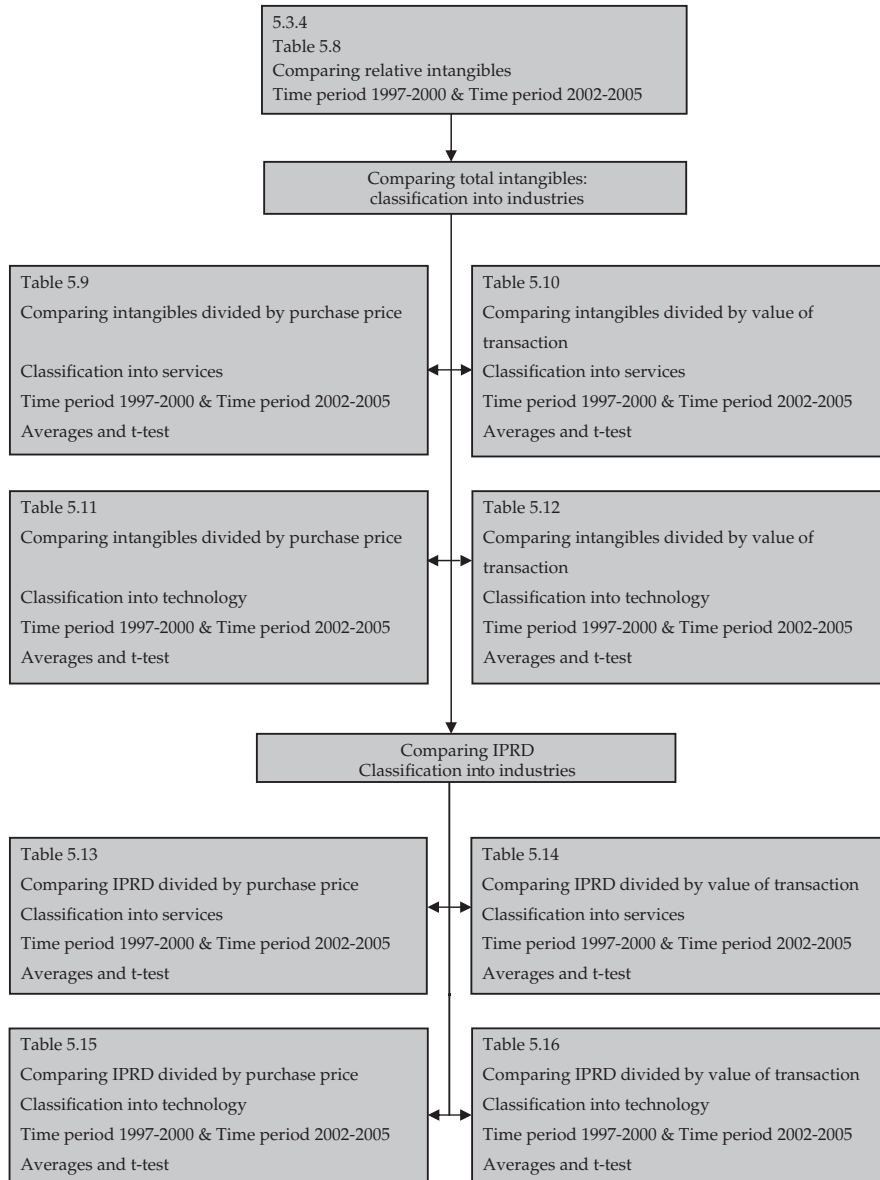 5.3.4
Table 5.8
Comparing relative intangibles
Time period 1997-2000 & Time period 2002-2005
Comparing total intangibles:
classification into industries
Table 5.9
Comparing intangibles divided by purchase price
Classification into services
Time period 1997-2000 & Time period 2002-2005
Averages and t-test
Table 5.10
Comparing intangibles divided by value of
transaction
Classification into services
Time period 1997-2000 & Time period 2002-2005
Averages and t-test
Table 5.11
Comparing intangibles divided by purchase price
Classification into technology
Time period 1997-2000 & Time period 2002-2005
Averages and t-test
Table 5.12
Comparing intangibles divided by value of
transaction
Classification into technology
Time period 1997-2000 & Time period 2002-2005
Averages and t-test
Comparing IPRD
Classification into industries
Table 5.13
Comparing IPRD divided by purchase price
Classification into services
Time period 1997-2000 & Time period 2002-2005
Averages and t-test
Table 5.14
Comparing IPRD divided by value of transaction
Classification into services
Time period 1997-2000 & Time period 2002-2005
Averages and t-test
Table 5.15
Comparing IPRD divided by purchase price
Classification into technology
Time period 1997-2000 & Time period 2002-2005
Averages and t-test
Table 5.16
Comparing IPRD divided by value of transaction
Classification into technology
Time period 1997-2000 & Time period 2002-2005
Averages and t-test